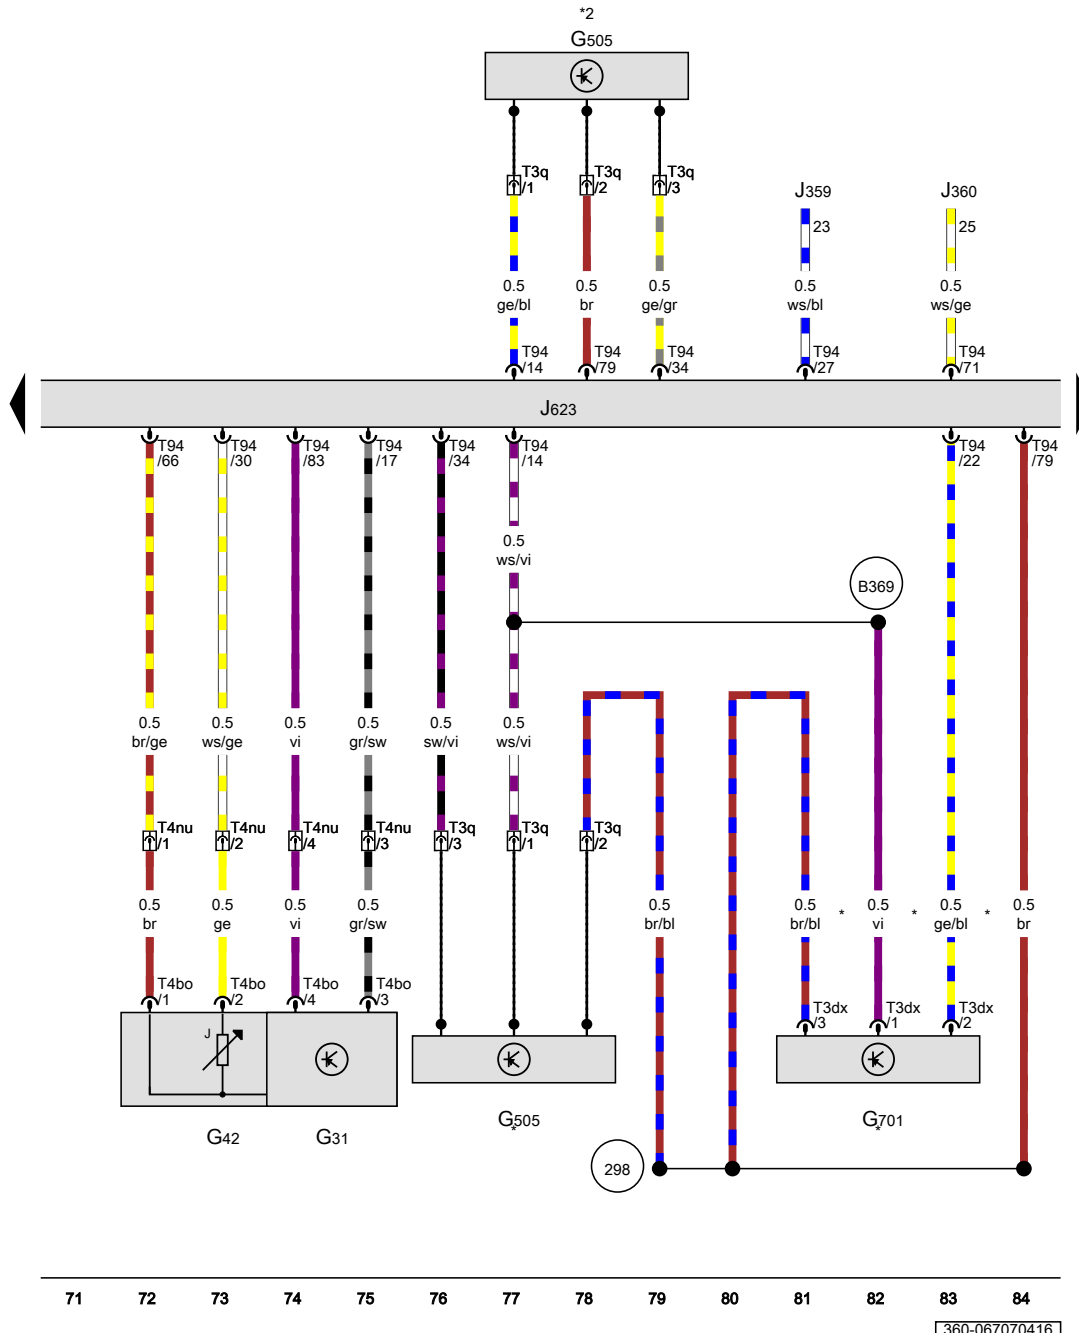 *2
G505
T3q T3q T3q
/1 /2 /3
J359 J360
23 25
0.5 0.5 0.5 0.5 0.5
ge/bl br ge/gr ws/bl ws/ge
T94 T94 T94 T94 T94
/14 /79 /34 /27 /71
J623
T94 T94 T94 T94 T94 T94 T94 T94
/66 /30 /83 /17 /34 /14 /22 /79
0.5
ws/vi
B369
0.5 0.5 0.5 0.5 0.5 0.5
br/ge ws/ge vi gr/sw sw/vi ws/vi
T4nu T4nu T4nu T4nu T3q T3q T3q
/1 /2 /4 /3 /3 /1 /2
0.5 0.5 0.5 0.5 0.5 0.5 0.5 0.5 0.5
br ge vi gr/sw br/bl br/bl * vi * ge/bl * br
T4bo T4bo T4bo T4bo
/1 /2 /4 /3
T3dx T3dx T3dx
/3 /1 /2
J
G42 G31 G505 G701
* *
298
71 72 73 74 75 76 77 78 79 80 81 82 83 84
360-067070416